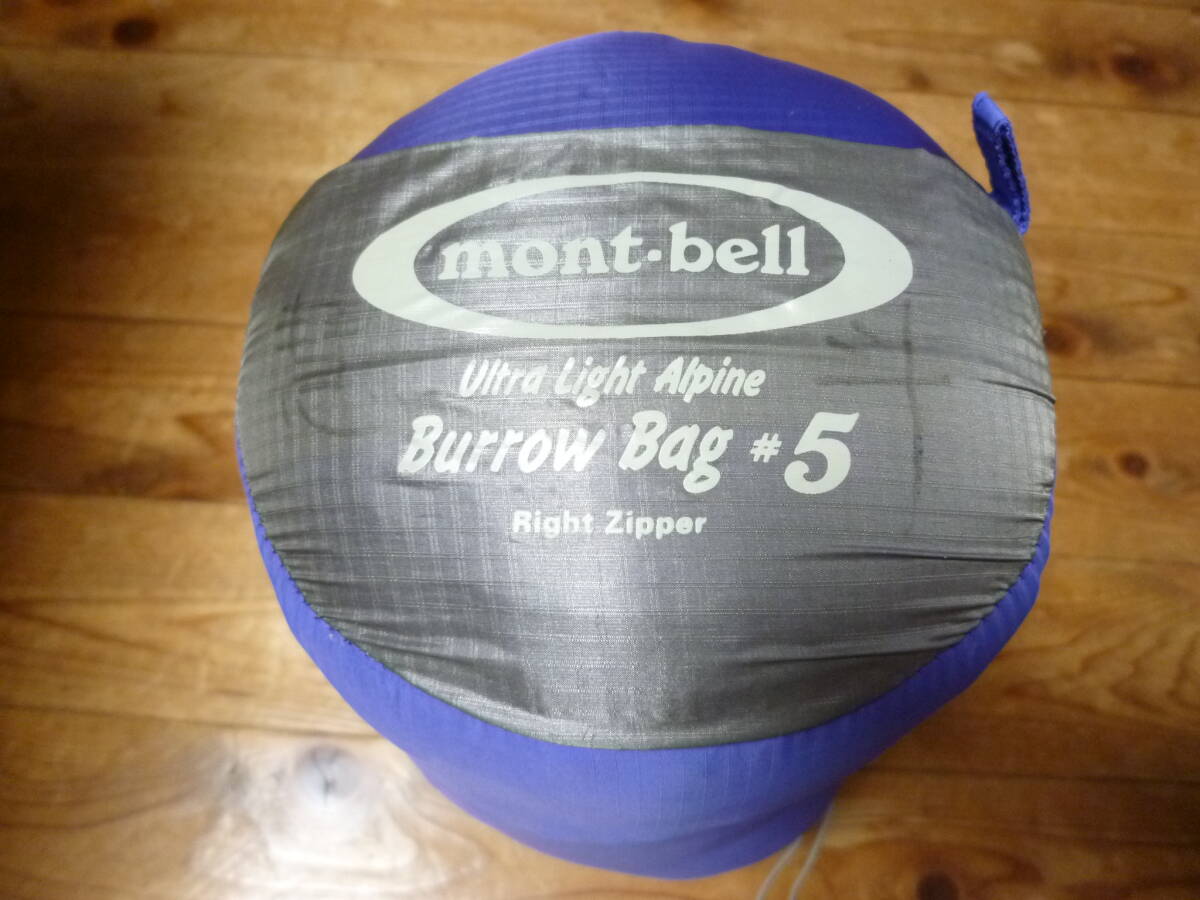 mont-bell
Ultra Light Alpine
Burrow Bag #5
Right Zipper